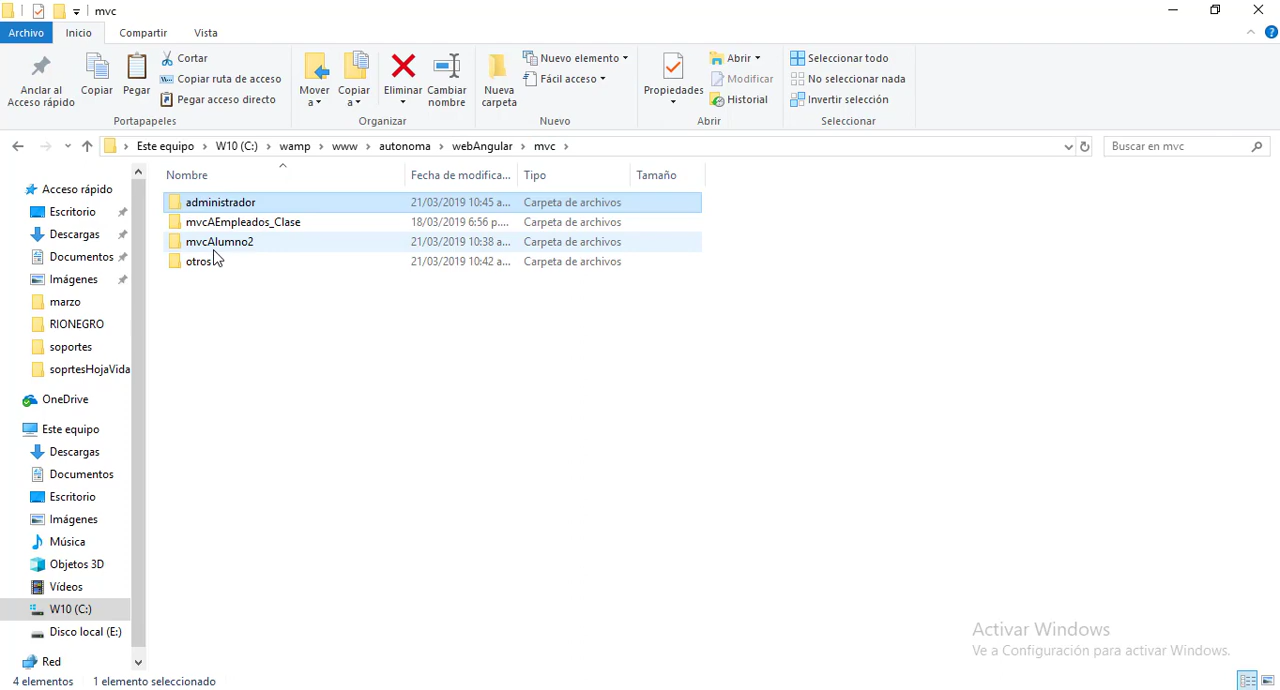 mvc
Archivo Inicio Compartir Vista
Anclar al Acceso rápido
Copiar
Pegar
Cortar
Copiar ruta de acceso
Pegar acceso directo
Portapapeles
Mover a
Copiar a
Eliminar
Cambiar nombre
Organizar
Nueva carpeta
Nuevo elemento
Fácil acceso
Nuevo
Propiedades
Abrir
Modificar
Historial
Abrir
Seleccionar todo
No seleccionar nada
Invertir selección
Seleccionar
Este equipo › W10 (C:) › wamp › www › autonoma › webAngular › mvc ›
Buscar en mvc
Acceso rápido
Escritorio
Descargas
Documentos
Imágenes
marzo
RIONEGRO
soportes
soprtesHojaVida
OneDrive
Este equipo
Descargas
Documentos
Escritorio
Imágenes
Música
Objetos 3D
Vídeos
W10 (C:)
Disco local (E:)
Red
Nombre Fecha de modifica... Tipo Tamaño
administrador 21/03/2019 10:45 a... Carpeta de archivos
mvcAEmpleados_Clase 18/03/2019 6:56 p.... Carpeta de archivos
mvcAlumno2 21/03/2019 10:38 a... Carpeta de archivos
otros 21/03/2019 10:42 a... Carpeta de archivos
Activar Windows
Ve a Configuración para activar Windows.
4 elementos 1 elemento seleccionado